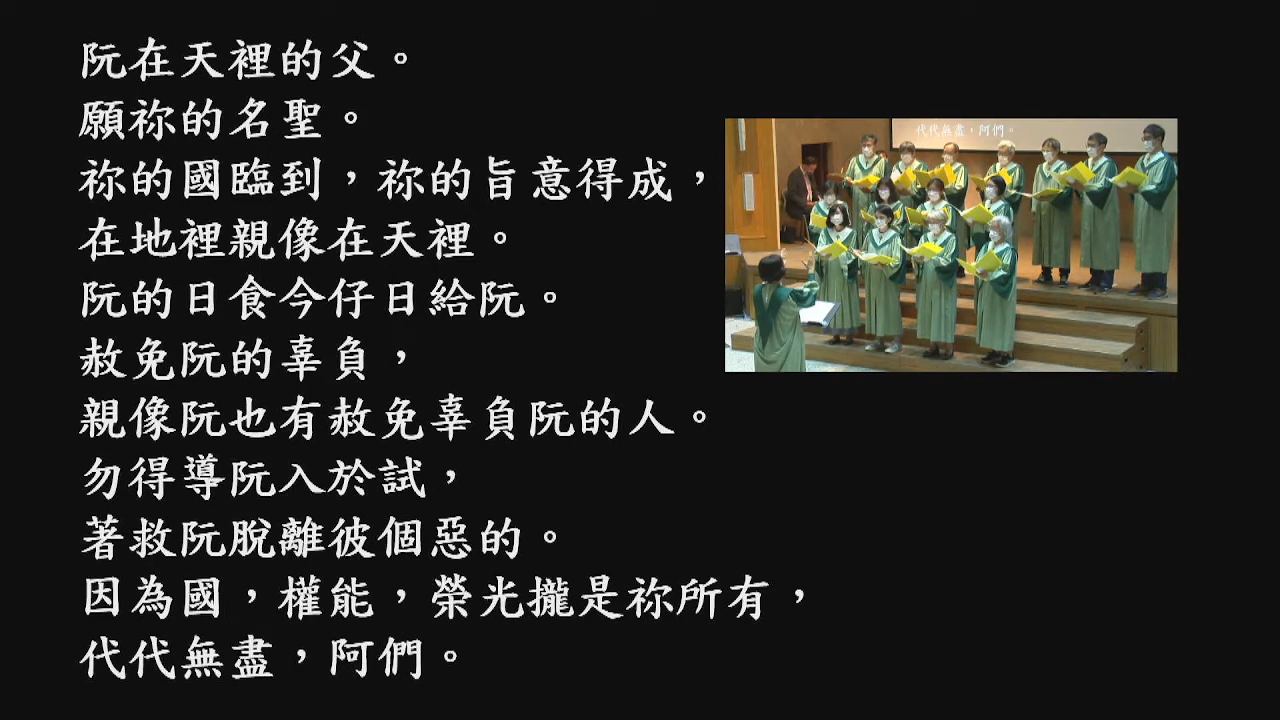 阮在天裡的父。
願祢的名聖。
祢的國臨到，祢的旨意得成，
在地裡親像在天裡。
阮的日食今仔日給阮。
赦免阮的辜負，
親像阮也有赦免辜負阮的人。
勿得導阮入於試，
著救阮脫離彼個惡的。
因為國，權能，榮光攏是祢所有，
代代無盡，阿們。
代代無盡，阿們。